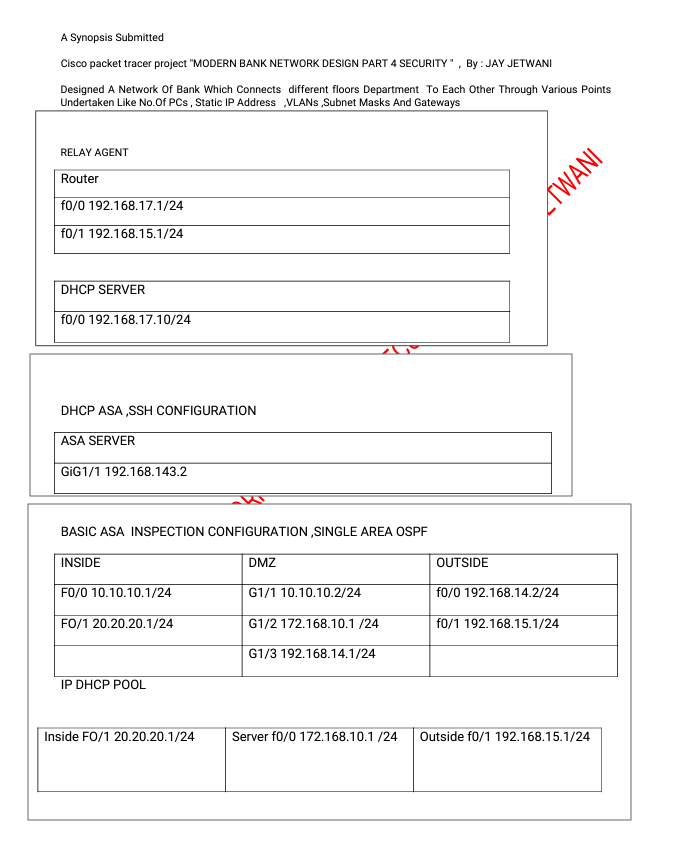 A Synopsis Submitted
Cisco packet tracer project "MODERN BANK NETWORK DESIGN PART 4 SECURITY " , By : JAY JETWANI
Designed A Network Of Bank Which Connects different floors Department To Each Other Through Various Points
Undertaken Like No.Of PCs , Static IP Address ,VLANs ,Subnet Masks And Gateways
RELAY AGENT
Router
f0/0 192.168.17.1/24
f0/1 192.168.15.1/24
DHCP SERVER
f0/0 192.168.17.10/24
DHCP ASA ,SSH CONFIGURATION
ASA SERVER
GiG1/1 192.168.143.2
BASIC ASA INSPECTION CONFIGURATION ,SINGLE AREA OSPF
INSIDE DMZ OUTSIDE
F0/0 10.10.10.1/24 G1/1 10.10.10.2/24 f0/0 192.168.14.2/24
FO/1 20.20.20.1/24 G1/2 172.168.10.1 /24 f0/1 192.168.15.1/24
G1/3 192.168.14.1/24
IP DHCP POOL
Inside FO/1 20.20.20.1/24 Server f0/0 172.168.10.1 /24 Outside f0/1 192.168.15.1/24